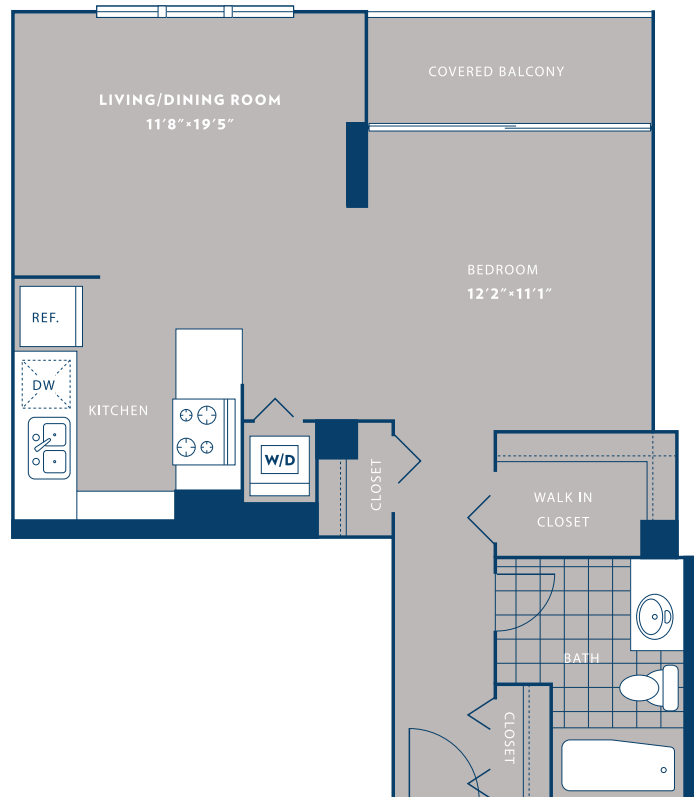 COVERED BALCONY
LIVING/DINING ROOM
11'8"×19'5"
BEDROOM
12'2"×11'1"
REF.
DW
KITCHEN
W/D
CLOSET
WALK IN
CLOSET
BATH
CLOSET